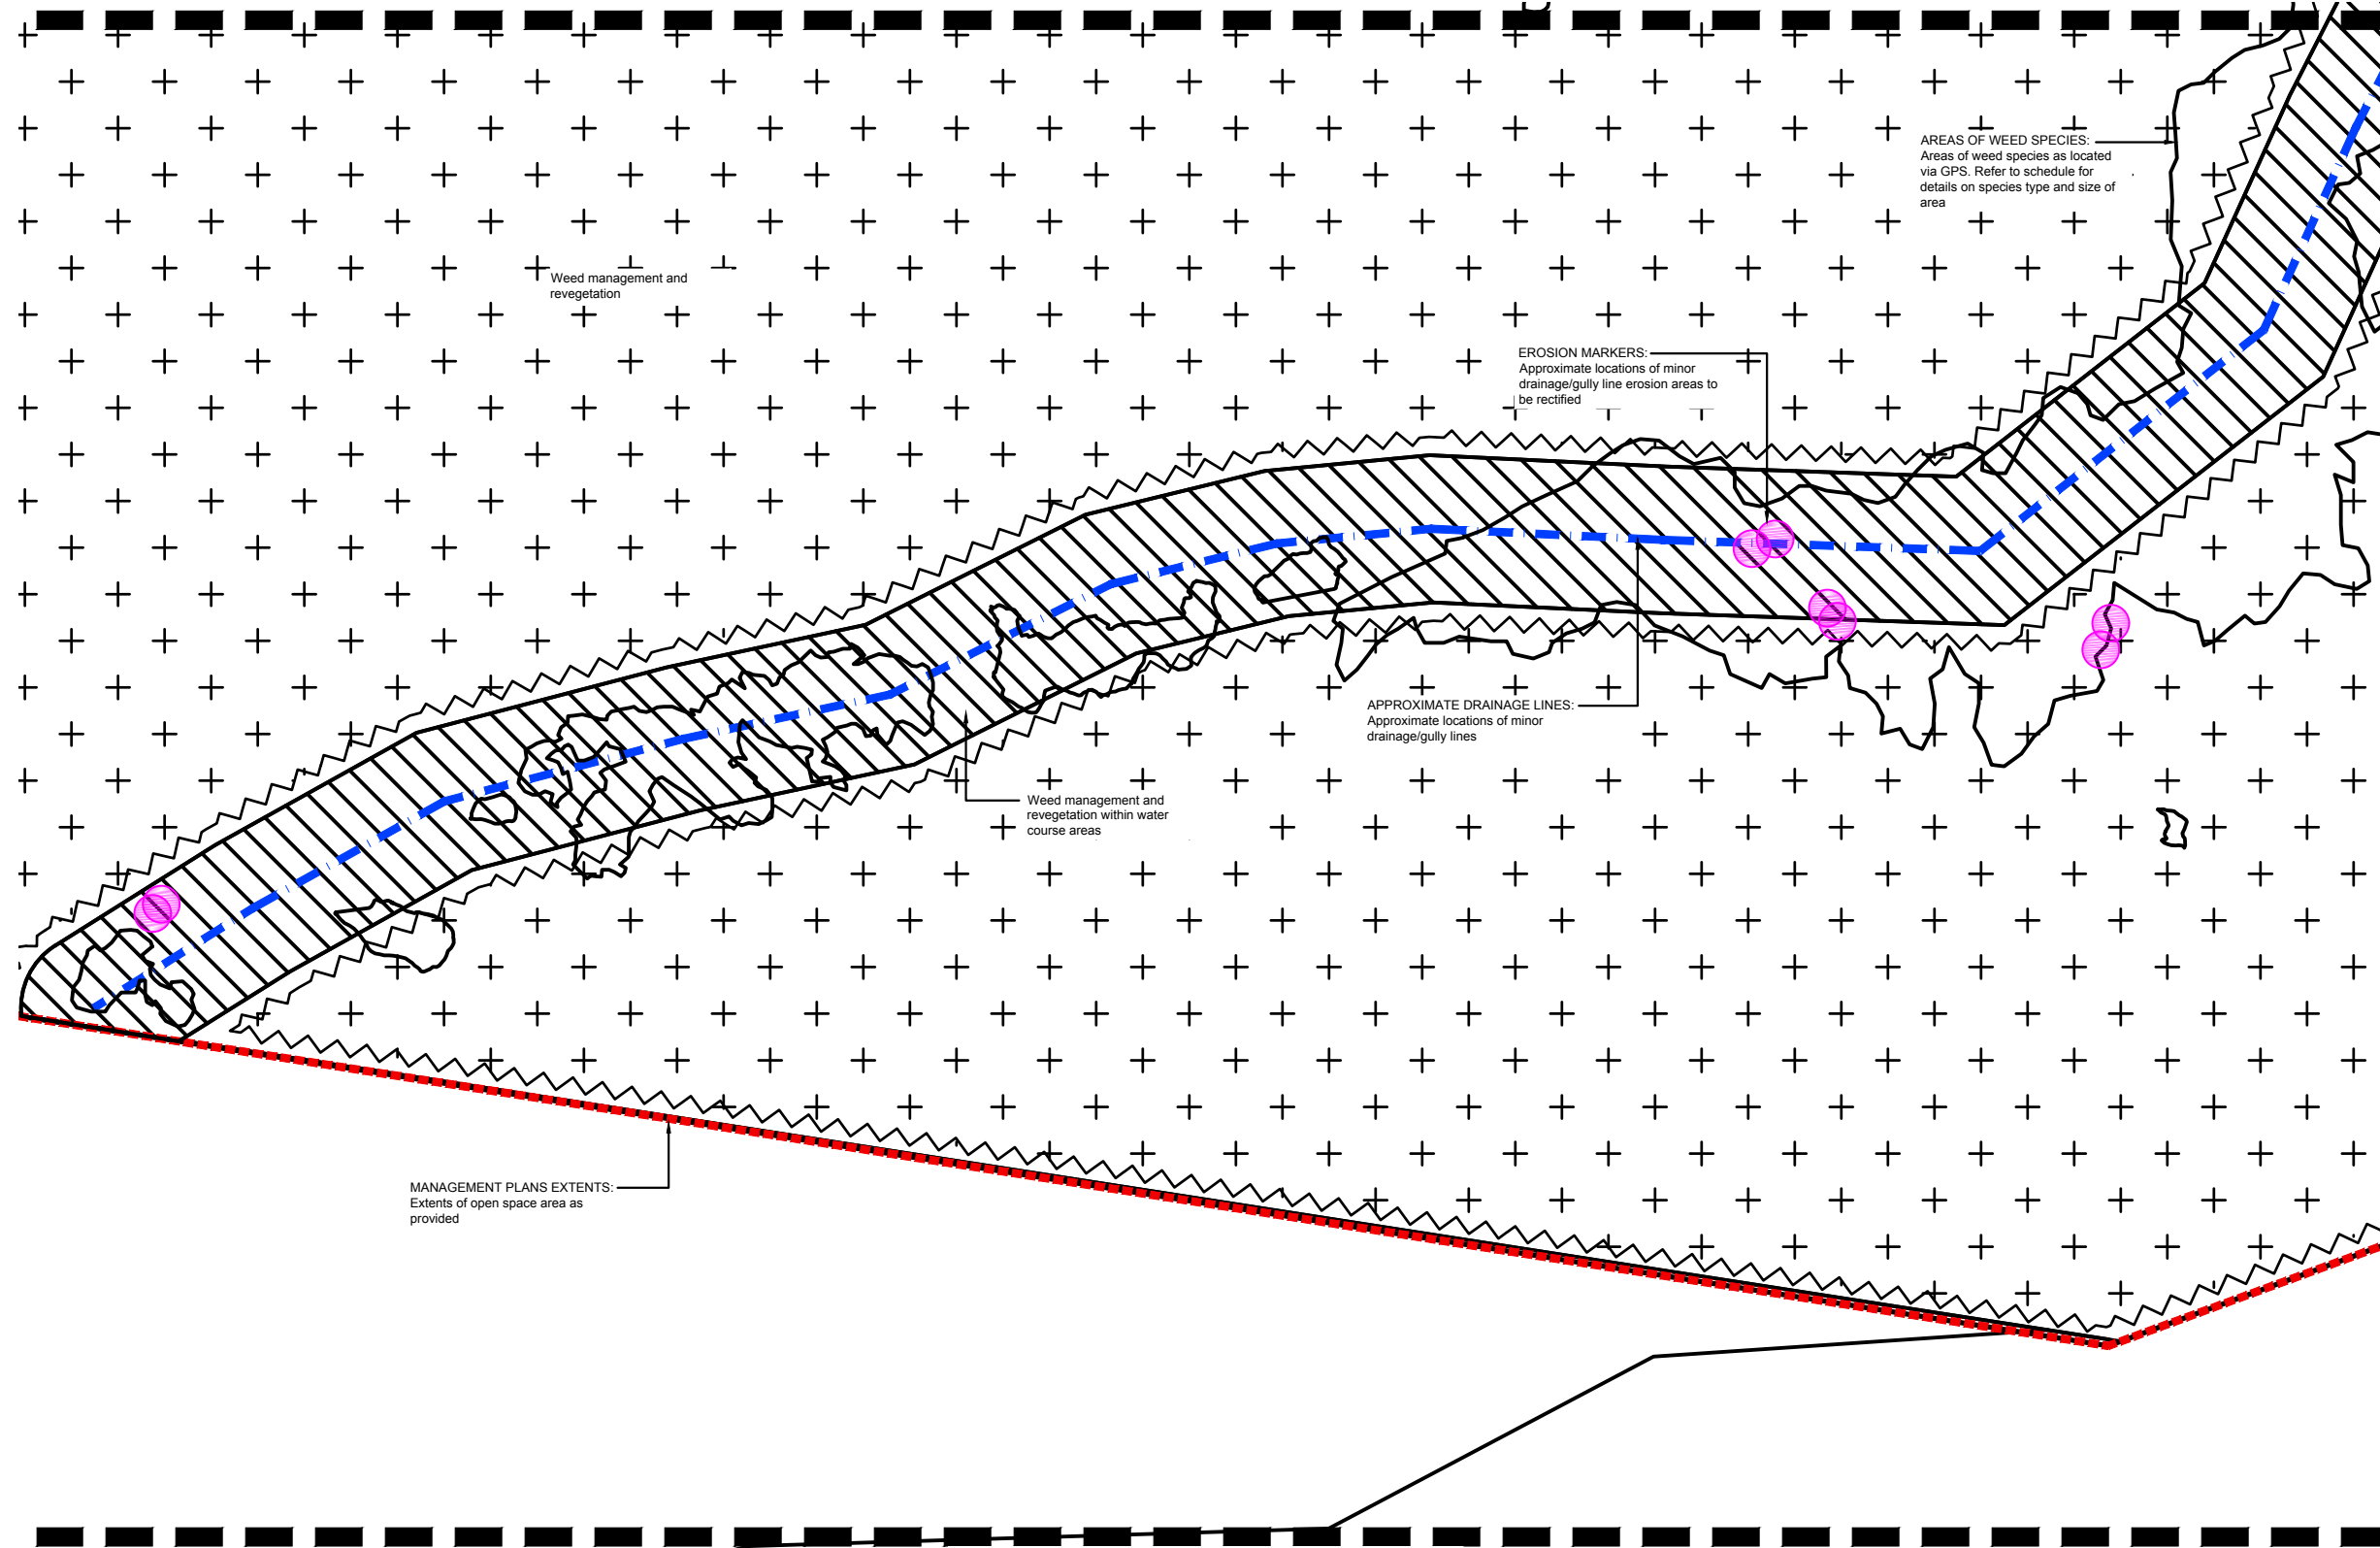 AREAS OF WEED SPECIES:
Areas of weed species as located
via GPS. Refer to schedule for
details on species type and size of
area
Weed management and
revegetation
EROSION MARKERS:
Approximate locations of minor
drainage/gully line erosion areas to
be rectified
APPROXIMATE DRAINAGE LINES:
Approximate locations of minor
drainage/gully lines
Weed management and
revegetation within water
course areas
MANAGEMENT PLANS EXTENTS:
Extents of open space area as
provided